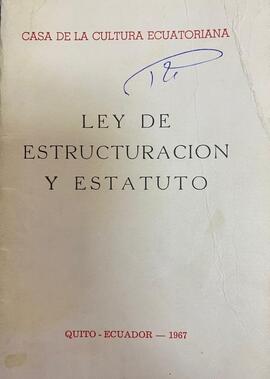 CASA DE LA CULTURA ECUATORIANA
LEY DE
ESTRUCTURACION
Y ESTATUTO
QUITO - ECUADOR — 1967